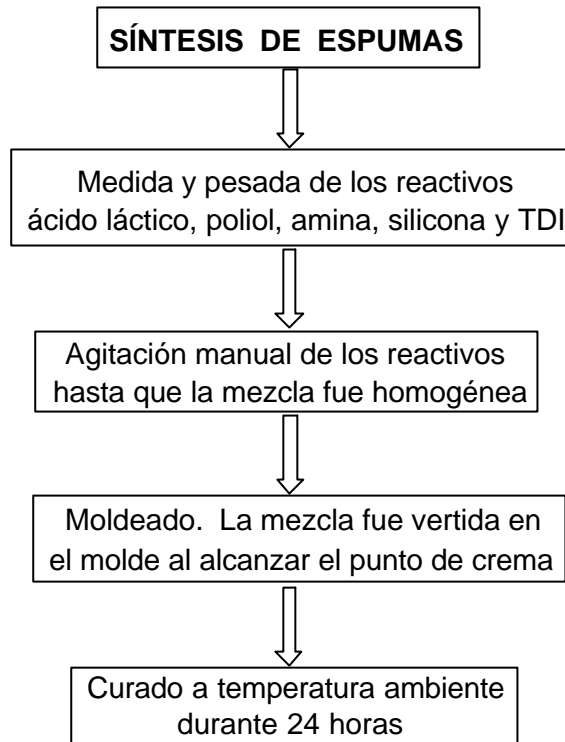 SÍNTESIS DE ESPUMAS
Medida y pesada de los reactivos
ácido láctico, poliol, amina, silicona y TDI
Agitación manual de los reactivos
hasta que la mezcla fue homogénea
Moldeado. La mezcla fue vertida en
el molde al alcanzar el punto de crema
Curado a temperatura ambiente
durante 24 horas